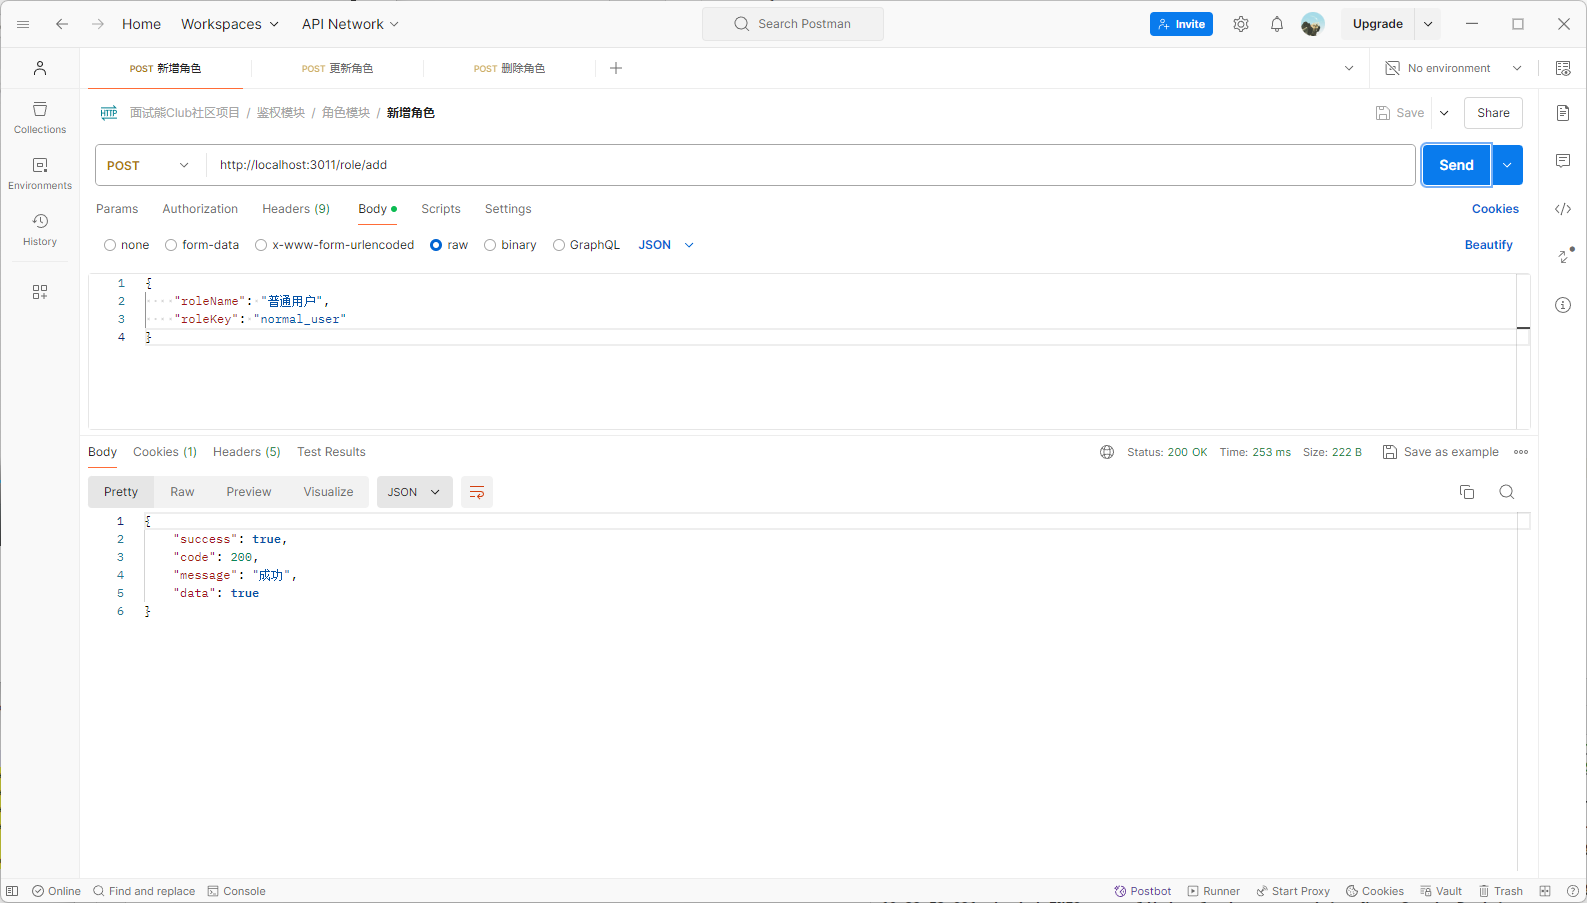 Home Workspaces API Network Search Postman Invite Upgrade
POST 新增角色 POST 更新角色 POST 删除角色 No environment
Collections
Environments
History
HTTP 面试熊Club社区项目 / 鉴权模块 / 角色模块 / 新增角色 Save Share
POST http://localhost:3011/role/add Send
Params Authorization Headers (9) Body Scripts Settings Cookies
none form-data x-www-form-urlencoded raw binary GraphQL JSON Beautify
1 {
2 "roleName": "普通用户",
3 "roleKey": "normal_user"
4 }
Body Cookies (1) Headers (5) Test Results Status: 200 OK Time: 253 ms Size: 222 B Save as example
Pretty Raw Preview Visualize JSON
1 {
2 "success": true,
3 "code": 200,
4 "message": "成功",
5 "data": true
6 }
Online Find and replace Console Postbot Runner Start Proxy Cookies Vault Trash